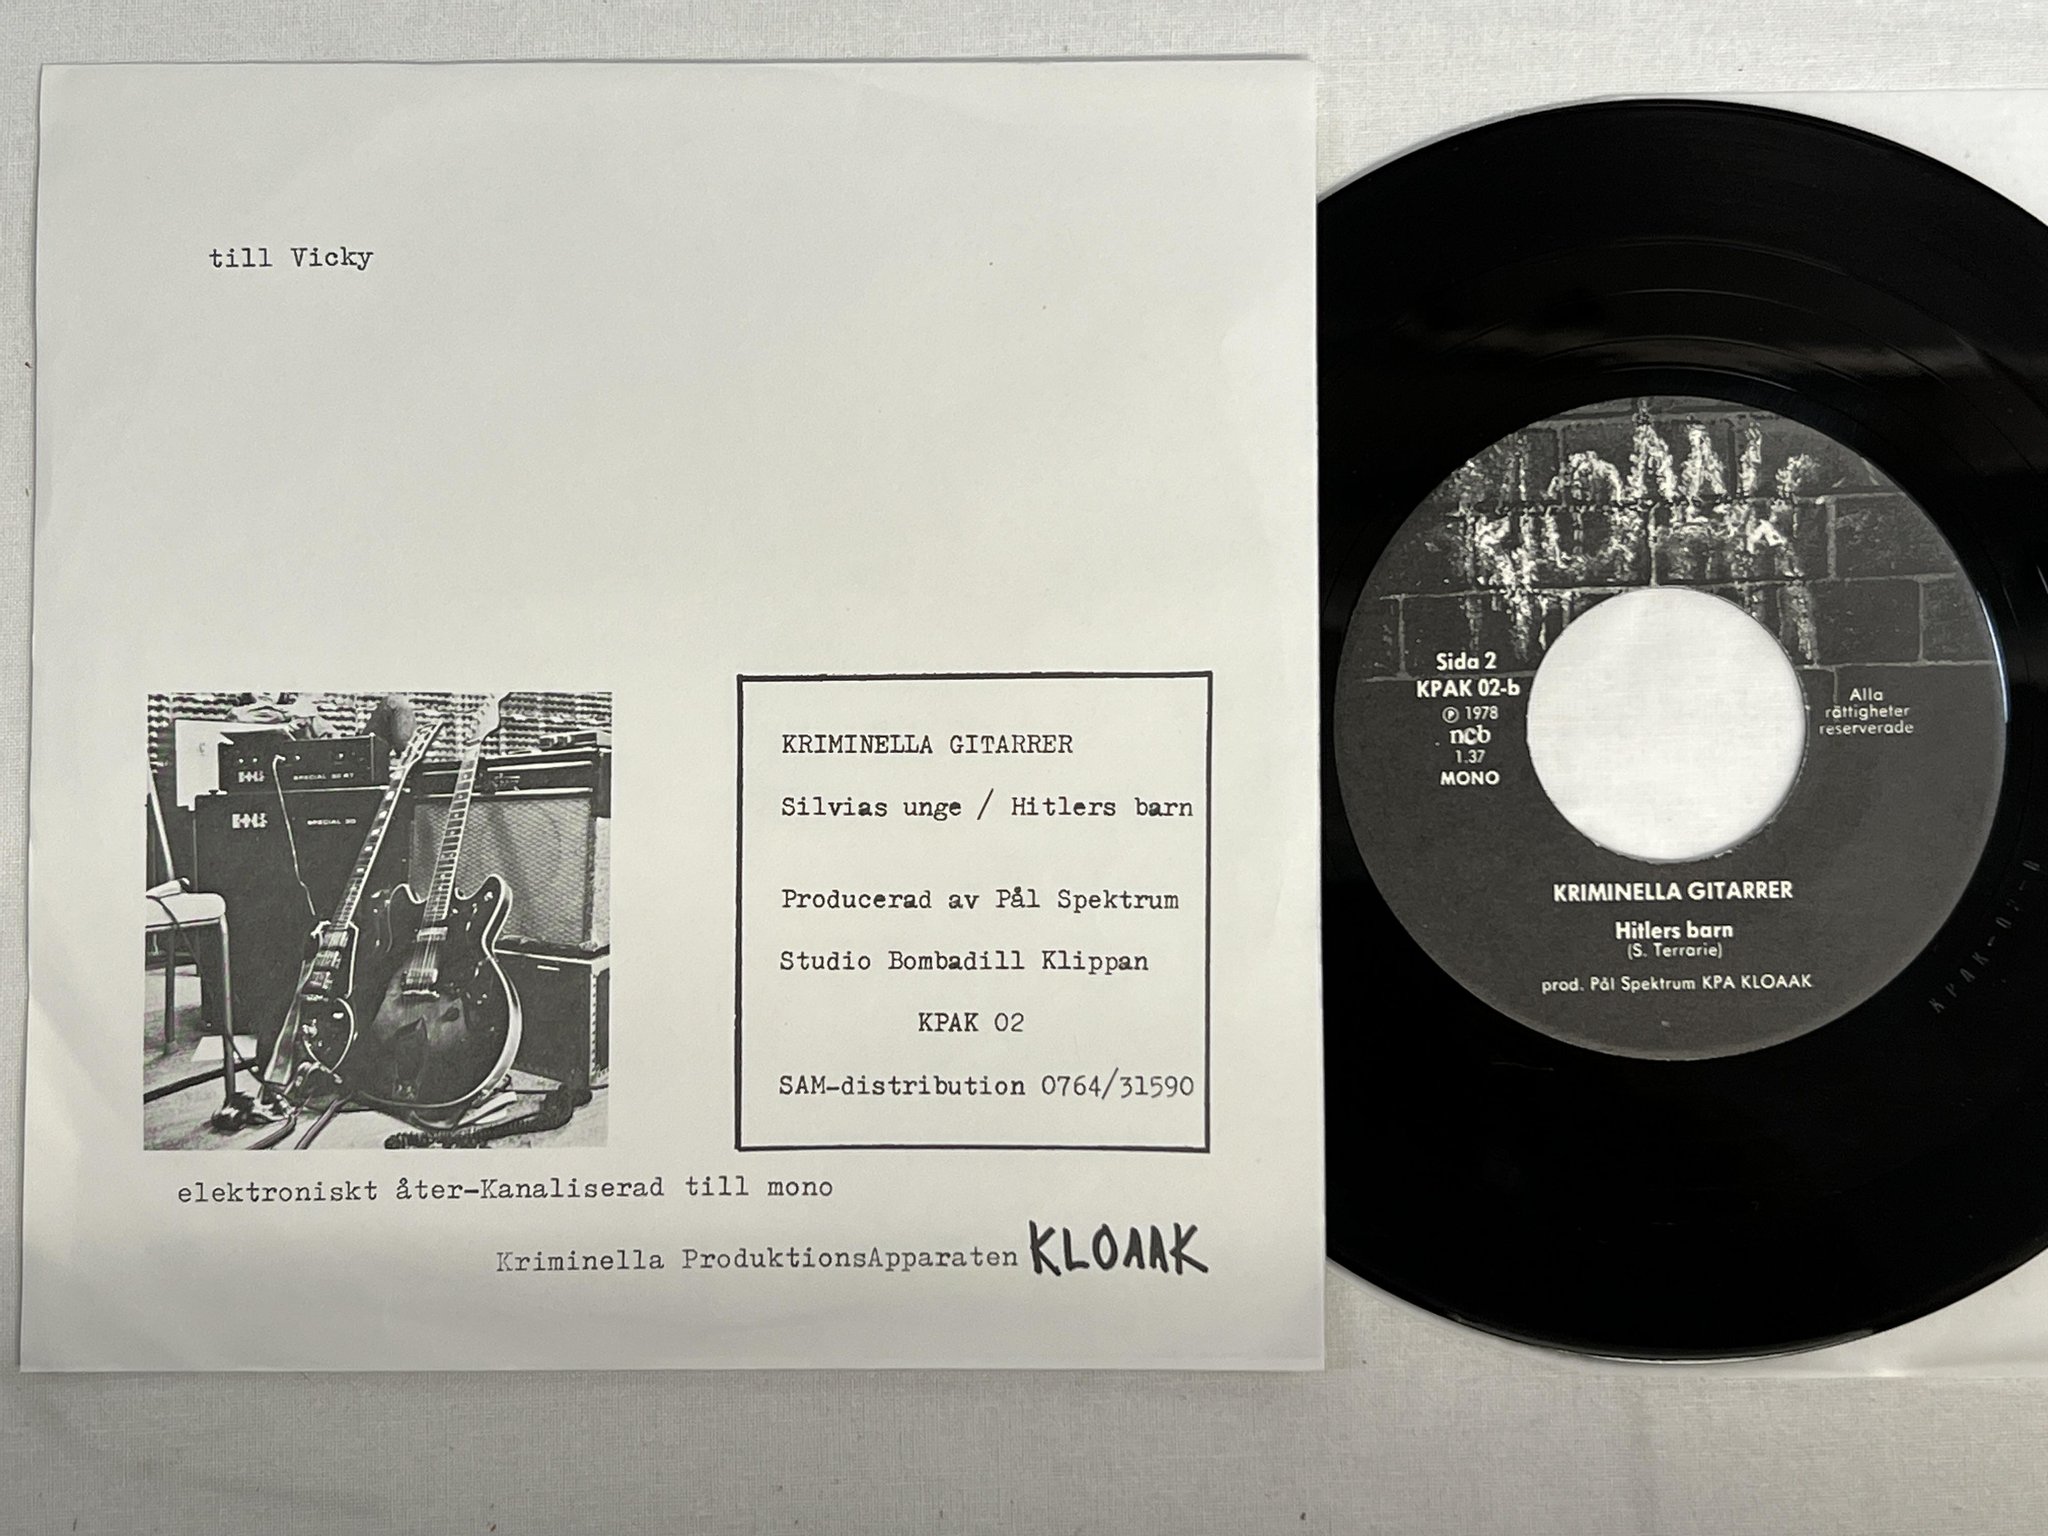 till Vicky
KRIMINELLA GITARRER
Silvias unge / Hitlers barn
Producerad av Pål Spektrum
Studio Bombadill Klippan
KPAK 02
SAM-distribution 0764/31590
elektroniskt åter-Kanaliserad till mono
Kriminella ProduktionsApparaten KLOAAK
KLOAAK
Sida 2
KPAK 02-b
℗ 1978
ncb
1.37
MONO
Alla
rättigheter
reserverade
KRIMINELLA GITARRER
Hitlers barn
(S. Terrarie)
prod. Pål Spektrum KPA KLOAAK